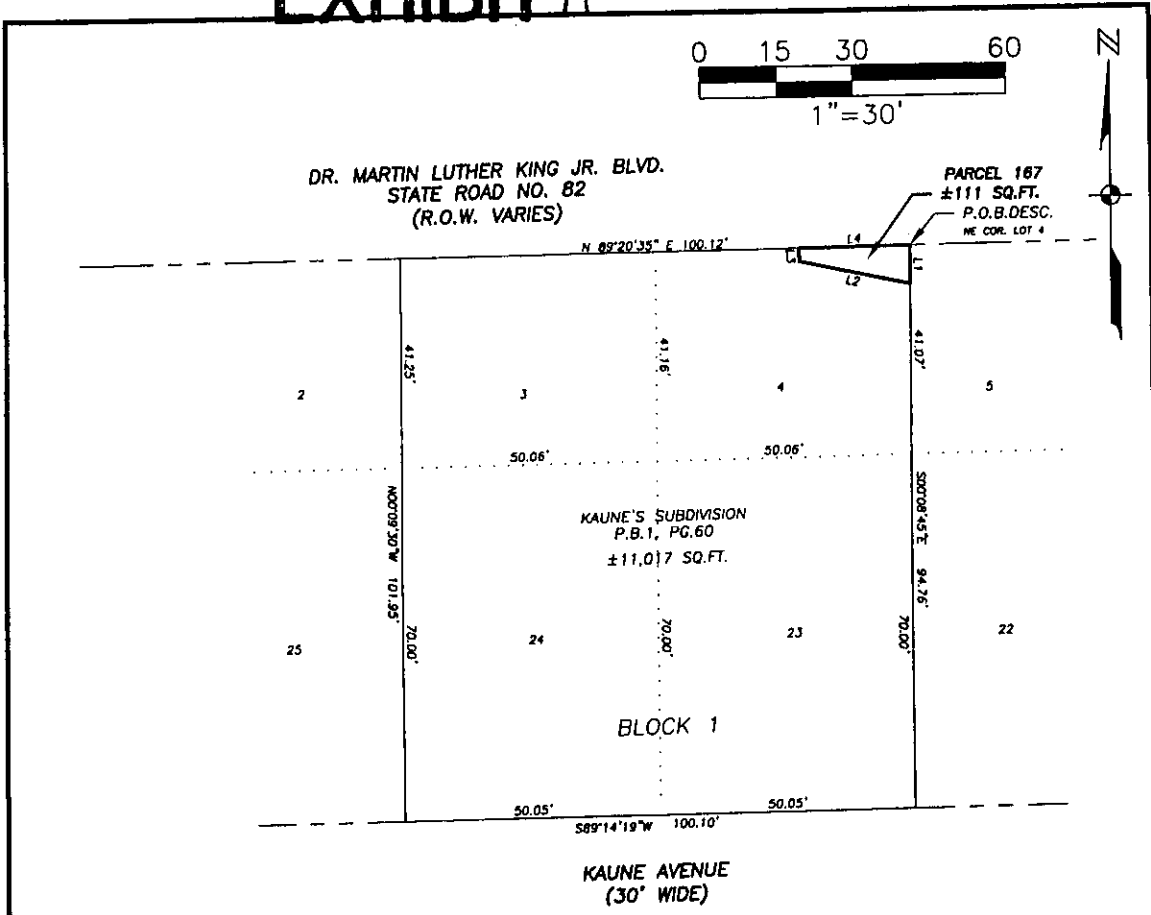 EXHIBIT A
0 15 30 60
1"=30'
N
DR. MARTIN LUTHER KING JR. BLVD.
STATE ROAD NO. 82
(R.O.W. VARIES)
PARCEL 167
±111 SQ.FT.
P.O.B.DESC.
NE COR. LOT 4
N 89°20'35" E 100.12'
L4
L3
L2
L1
41.25'
41.16'
41.07'
2
3
4
5
50.06'
50.06'
KAUNE'S SUBDIVISION
P.B.1, PG.60
±11,017 SQ.FT.
N00°09'30"W 101.95'
S00°08'45"E 94.76'
70.00'
70.00'
70.00'
25
24
23
22
BLOCK 1
50.05'
50.05'
S89°14'19"W 100.10'
KAUNE AVENUE
(30' WIDE)